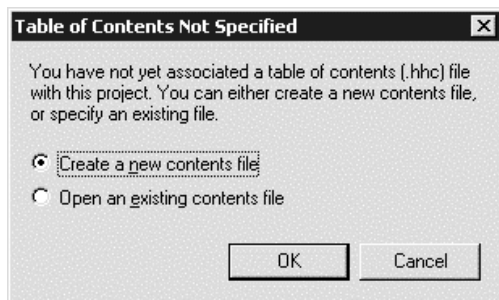 Table of Contents Not Specified
You have not yet associated a table of contents (.hhc) file
with this project. You can either create a new contents file,
or specify an existing file.
Create a new contents file
Open an existing contents file
OK Cancel